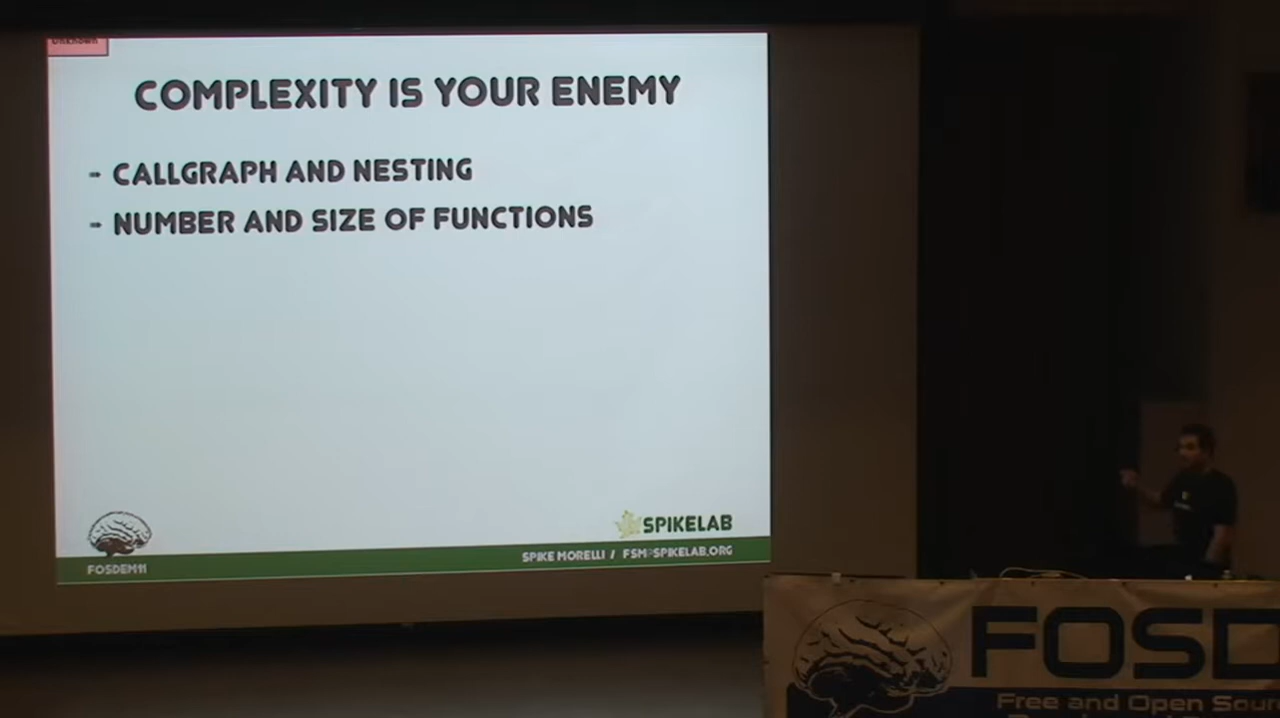 Unknown
COMPLEXITY IS YOUR ENEMY
- CALLGRAPH AND NESTING
- NUMBER AND SIZE OF FUNCTIONS
SPIKELAB
FOSDEM11
SPIKE MORELLI / FSM@SPIKELAB.ORG
FOSD
Free and Open Sour